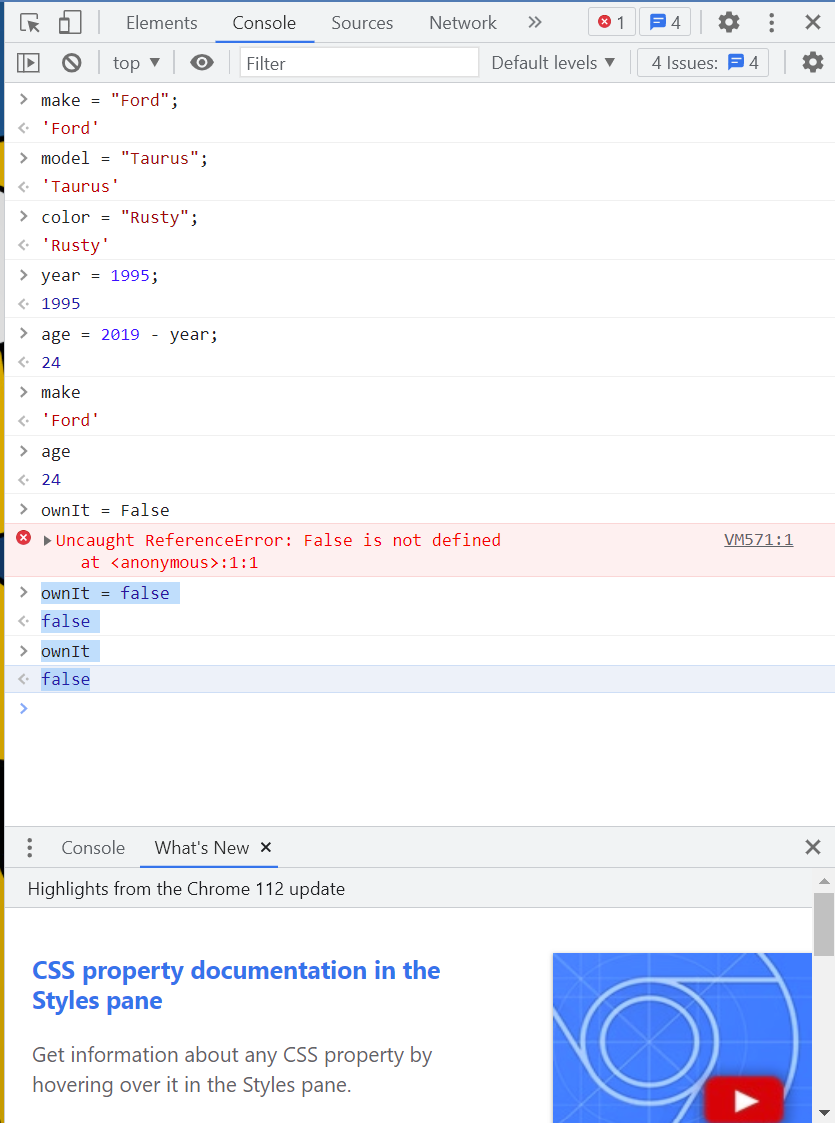 Elements Console Sources Network 1 4
top Filter Default levels 4 Issues: 4
make = "Ford";
'Ford'
model = "Taurus";
'Taurus'
color = "Rusty";
'Rusty'
year = 1995;
1995
age = 2019 - year;
24
make
'Ford'
age
24
ownIt = False
Uncaught ReferenceError: False is not defined VM571:1
at <anonymous>:1:1
ownIt = false
false
ownIt
false
Console What's New
Highlights from the Chrome 112 update
CSS property documentation in the
Styles pane
Get information about any CSS property by
hovering over it in the Styles pane.